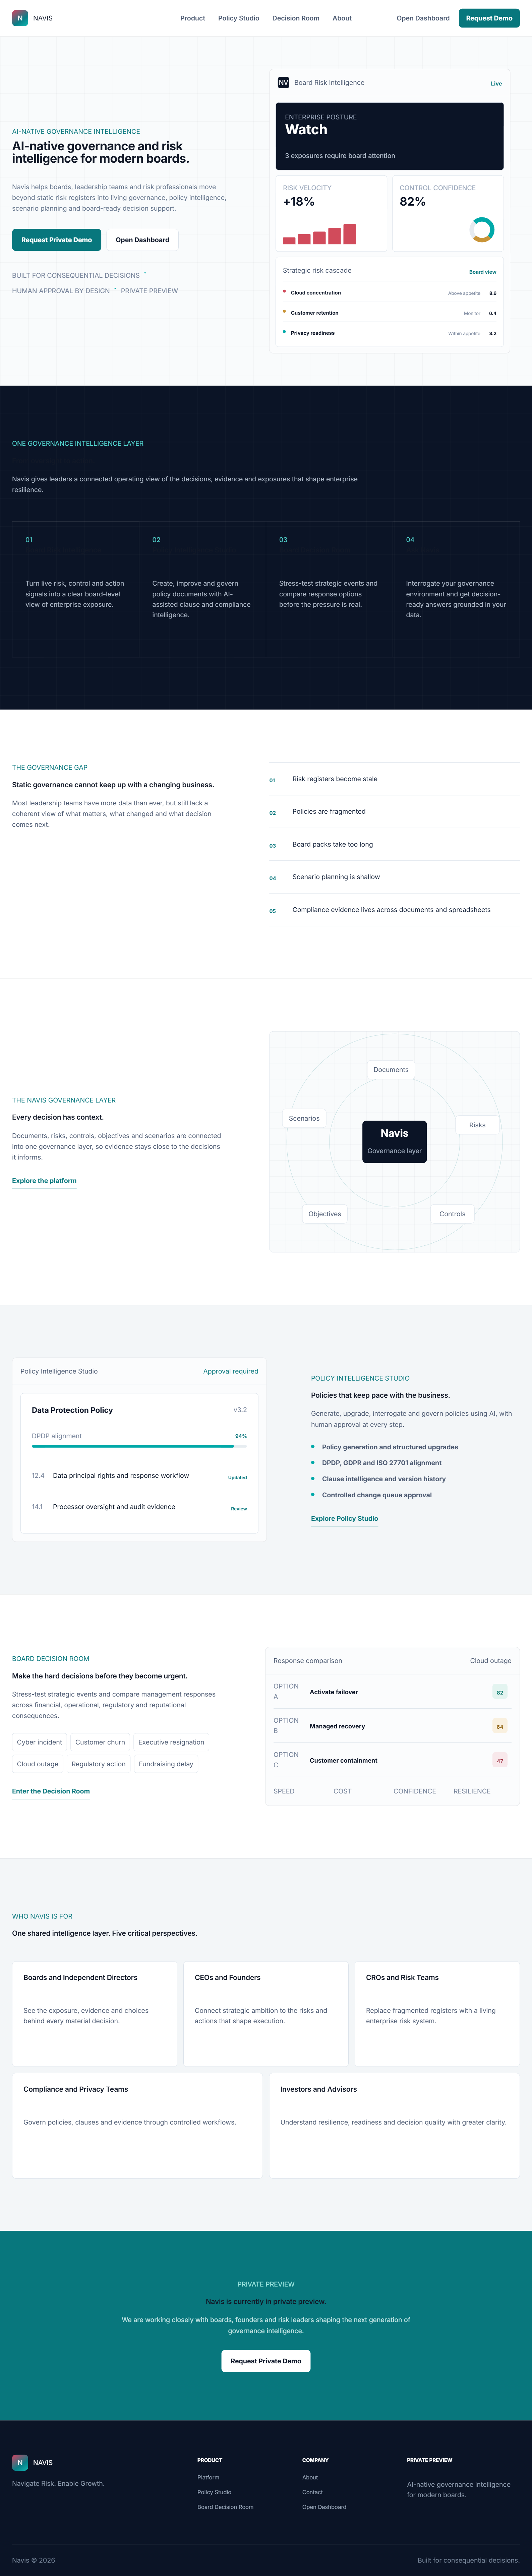 N NAVIS Product Policy Studio Decision Room About Open Dashboard Request Demo
AI-NATIVE GOVERNANCE INTELLIGENCE
AI-native governance and risk
intelligence for modern boards.
Navis helps boards, leadership teams and risk professionals move
beyond static risk registers into living governance, policy intelligence,
scenario planning and board-ready decision support.
Request Private Demo Open Dashboard
BUILT FOR CONSEQUENTIAL DECISIONS
HUMAN APPROVAL BY DESIGN PRIVATE PREVIEW
NV Board Risk Intelligence Live
ENTERPRISE POSTURE
Watch
3 exposures require board attention
RISK VELOCITY
+18%
CONTROL CONFIDENCE
82%
Strategic risk cascade Board view
Cloud concentration Above appetite 8.6
Customer retention Monitor 6.4
Privacy readiness Within appetite 3.2
ONE GOVERNANCE INTELLIGENCE LAYER
Navis gives leaders a connected operating view of the decisions, evidence and exposures that shape enterprise
resilience.
01
Turn live risk, control and action
signals into a clear board-level
view of enterprise exposure.
02
Create, improve and govern
policy documents with AI-
assisted clause and compliance
intelligence.
03
Stress-test strategic events and
compare response options
before the pressure is real.
04
Interrogate your governance
environment and get decision-
ready answers grounded in your
data.
THE GOVERNANCE GAP
Static governance cannot keep up with a changing business.
Most leadership teams have more data than ever, but still lack a
coherent view of what matters, what changed and what decision
comes next.
01 Risk registers become stale
02 Policies are fragmented
03 Board packs take too long
04 Scenario planning is shallow
05 Compliance evidence lives across documents and spreadsheets
THE NAVIS GOVERNANCE LAYER
Every decision has context.
Documents, risks, controls, objectives and scenarios are connected
into one governance layer, so evidence stays close to the decisions
it informs.
Explore the platform
Documents
Scenarios
Risks
Navis
Governance layer
Objectives
Controls
Policy Intelligence Studio Approval required
Data Protection Policy v3.2
DPDP alignment 94%
12.4 Data principal rights and response workflow Updated
14.1 Processor oversight and audit evidence Review
POLICY INTELLIGENCE STUDIO
Policies that keep pace with the business.
Generate, upgrade, interrogate and govern policies using AI, with
human approval at every step.
Policy generation and structured upgrades
DPDP, GDPR and ISO 27701 alignment
Clause intelligence and version history
Controlled change queue approval
Explore Policy Studio
BOARD DECISION ROOM
Make the hard decisions before they become urgent.
Stress-test strategic events and compare management responses
across financial, operational, regulatory and reputational
consequences.
Cyber incident Customer churn Executive resignation
Cloud outage Regulatory action Fundraising delay
Enter the Decision Room
Response comparison Cloud outage
OPTION
A
Activate failover 82
OPTION
B
Managed recovery 64
OPTION
C
Customer containment 47
SPEED COST CONFIDENCE RESILIENCE
WHO NAVIS IS FOR
One shared intelligence layer. Five critical perspectives.
Boards and Independent Directors
See the exposure, evidence and choices
behind every material decision.
CEOs and Founders
Connect strategic ambition to the risks and
actions that shape execution.
CROs and Risk Teams
Replace fragmented registers with a living
enterprise risk system.
Compliance and Privacy Teams
Govern policies, clauses and evidence through controlled workflows.
Investors and Advisors
Understand resilience, readiness and decision quality with greater clarity.
PRIVATE PREVIEW
Navis is currently in private preview.
We are working closely with boards, founders and risk leaders shaping the next generation of
governance intelligence.
Request Private Demo
N NAVIS
Navigate Risk. Enable Growth.
PRODUCT
Platform
Policy Studio
Board Decision Room
COMPANY
About
Contact
Open Dashboard
PRIVATE PREVIEW
AI-native governance intelligence
for modern boards.
Navis © 2026 Built for consequential decisions.